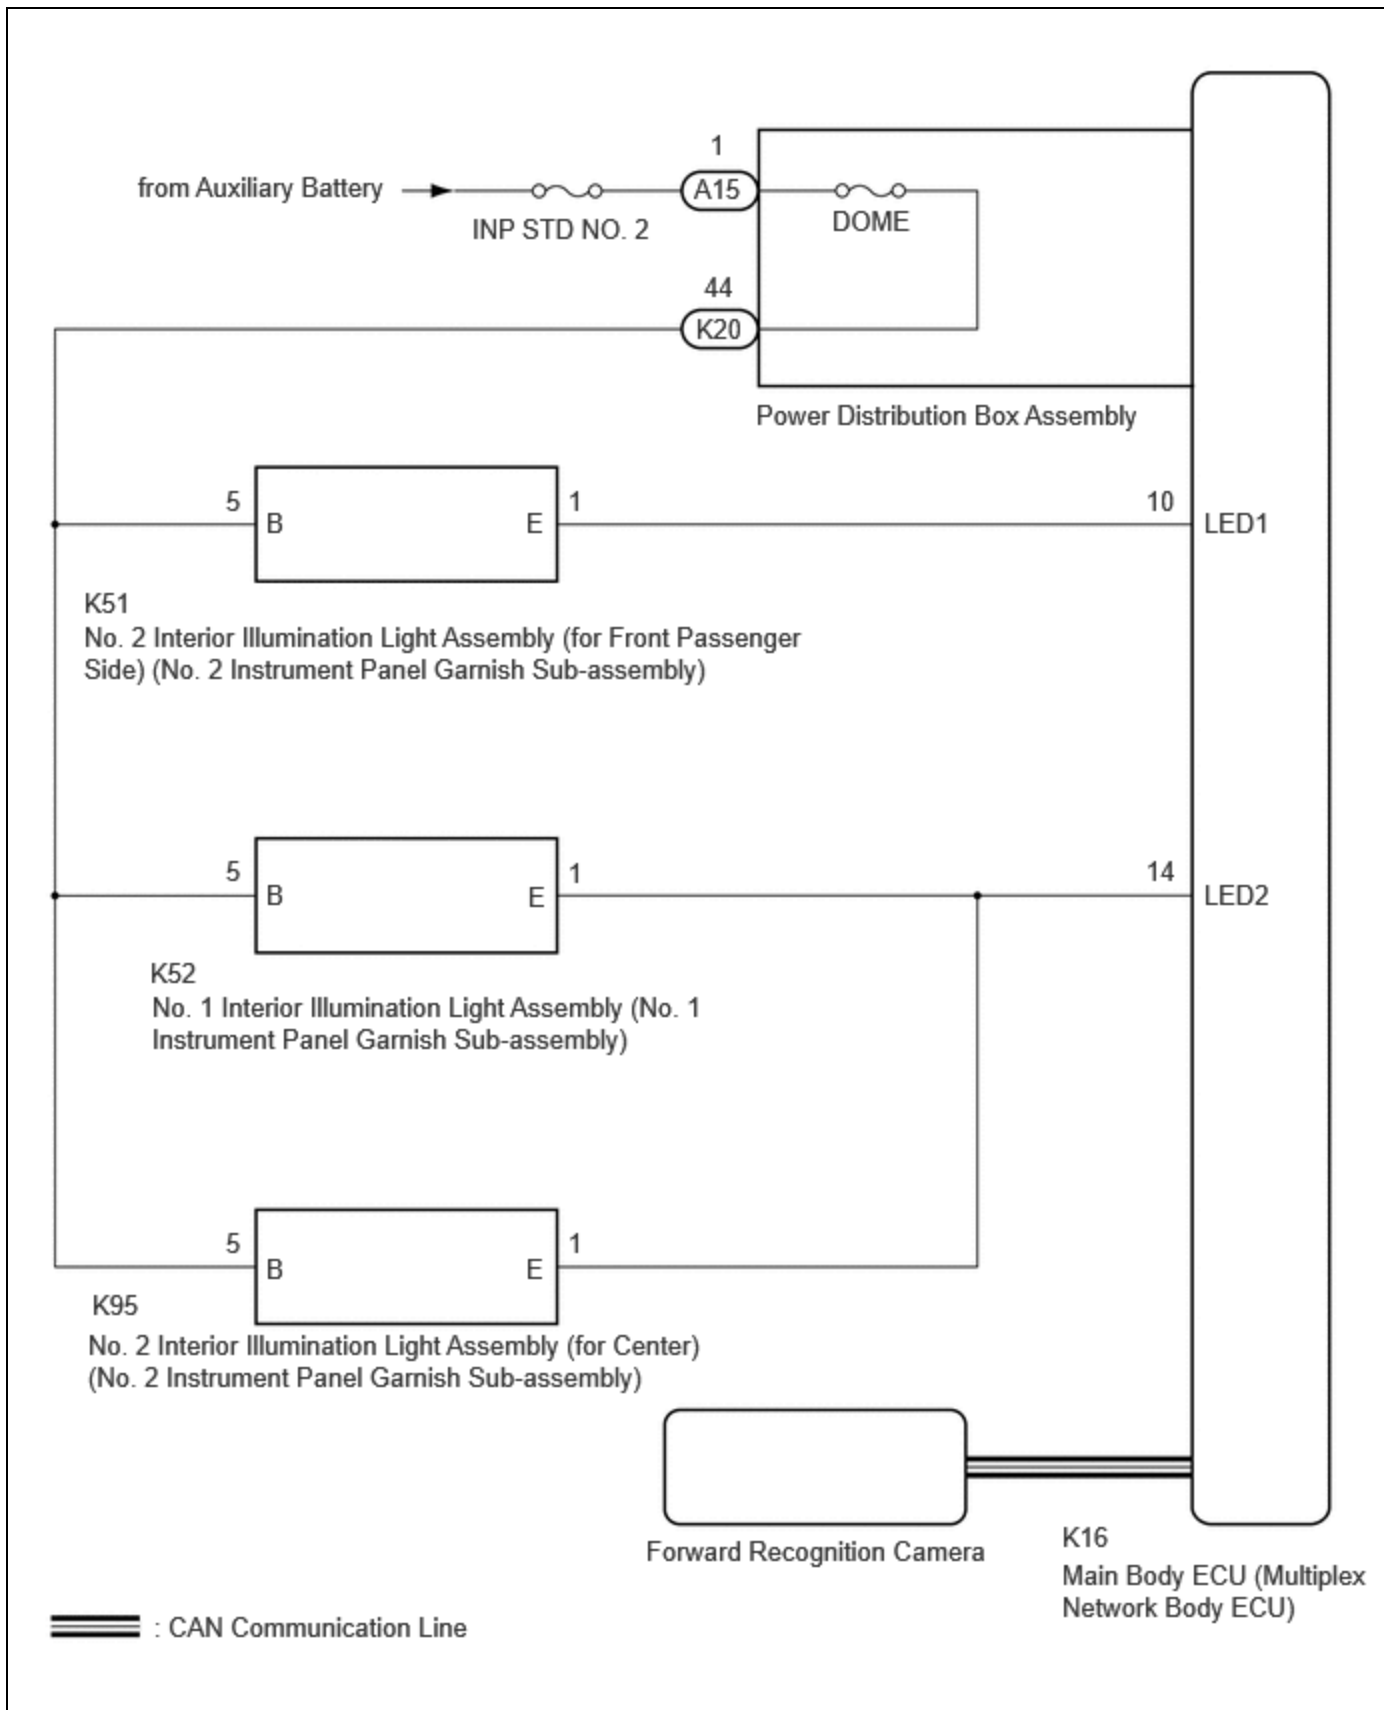 1
from Auxiliary Battery
A15
INP STD NO. 2
DOME
44
K20
Power Distribution Box Assembly
5
B
E
1
10
LED1
K51
No. 2 Interior Illumination Light Assembly (for Front Passenger
Side) (No. 2 Instrument Panel Garnish Sub-assembly)
5
B
E
1
14
LED2
K52
No. 1 Interior Illumination Light Assembly (No. 1
Instrument Panel Garnish Sub-assembly)
5
B
E
1
K95
No. 2 Interior Illumination Light Assembly (for Center)
(No. 2 Instrument Panel Garnish Sub-assembly)
Forward Recognition Camera
K16
Main Body ECU (Multiplex
Network Body ECU)
: CAN Communication Line